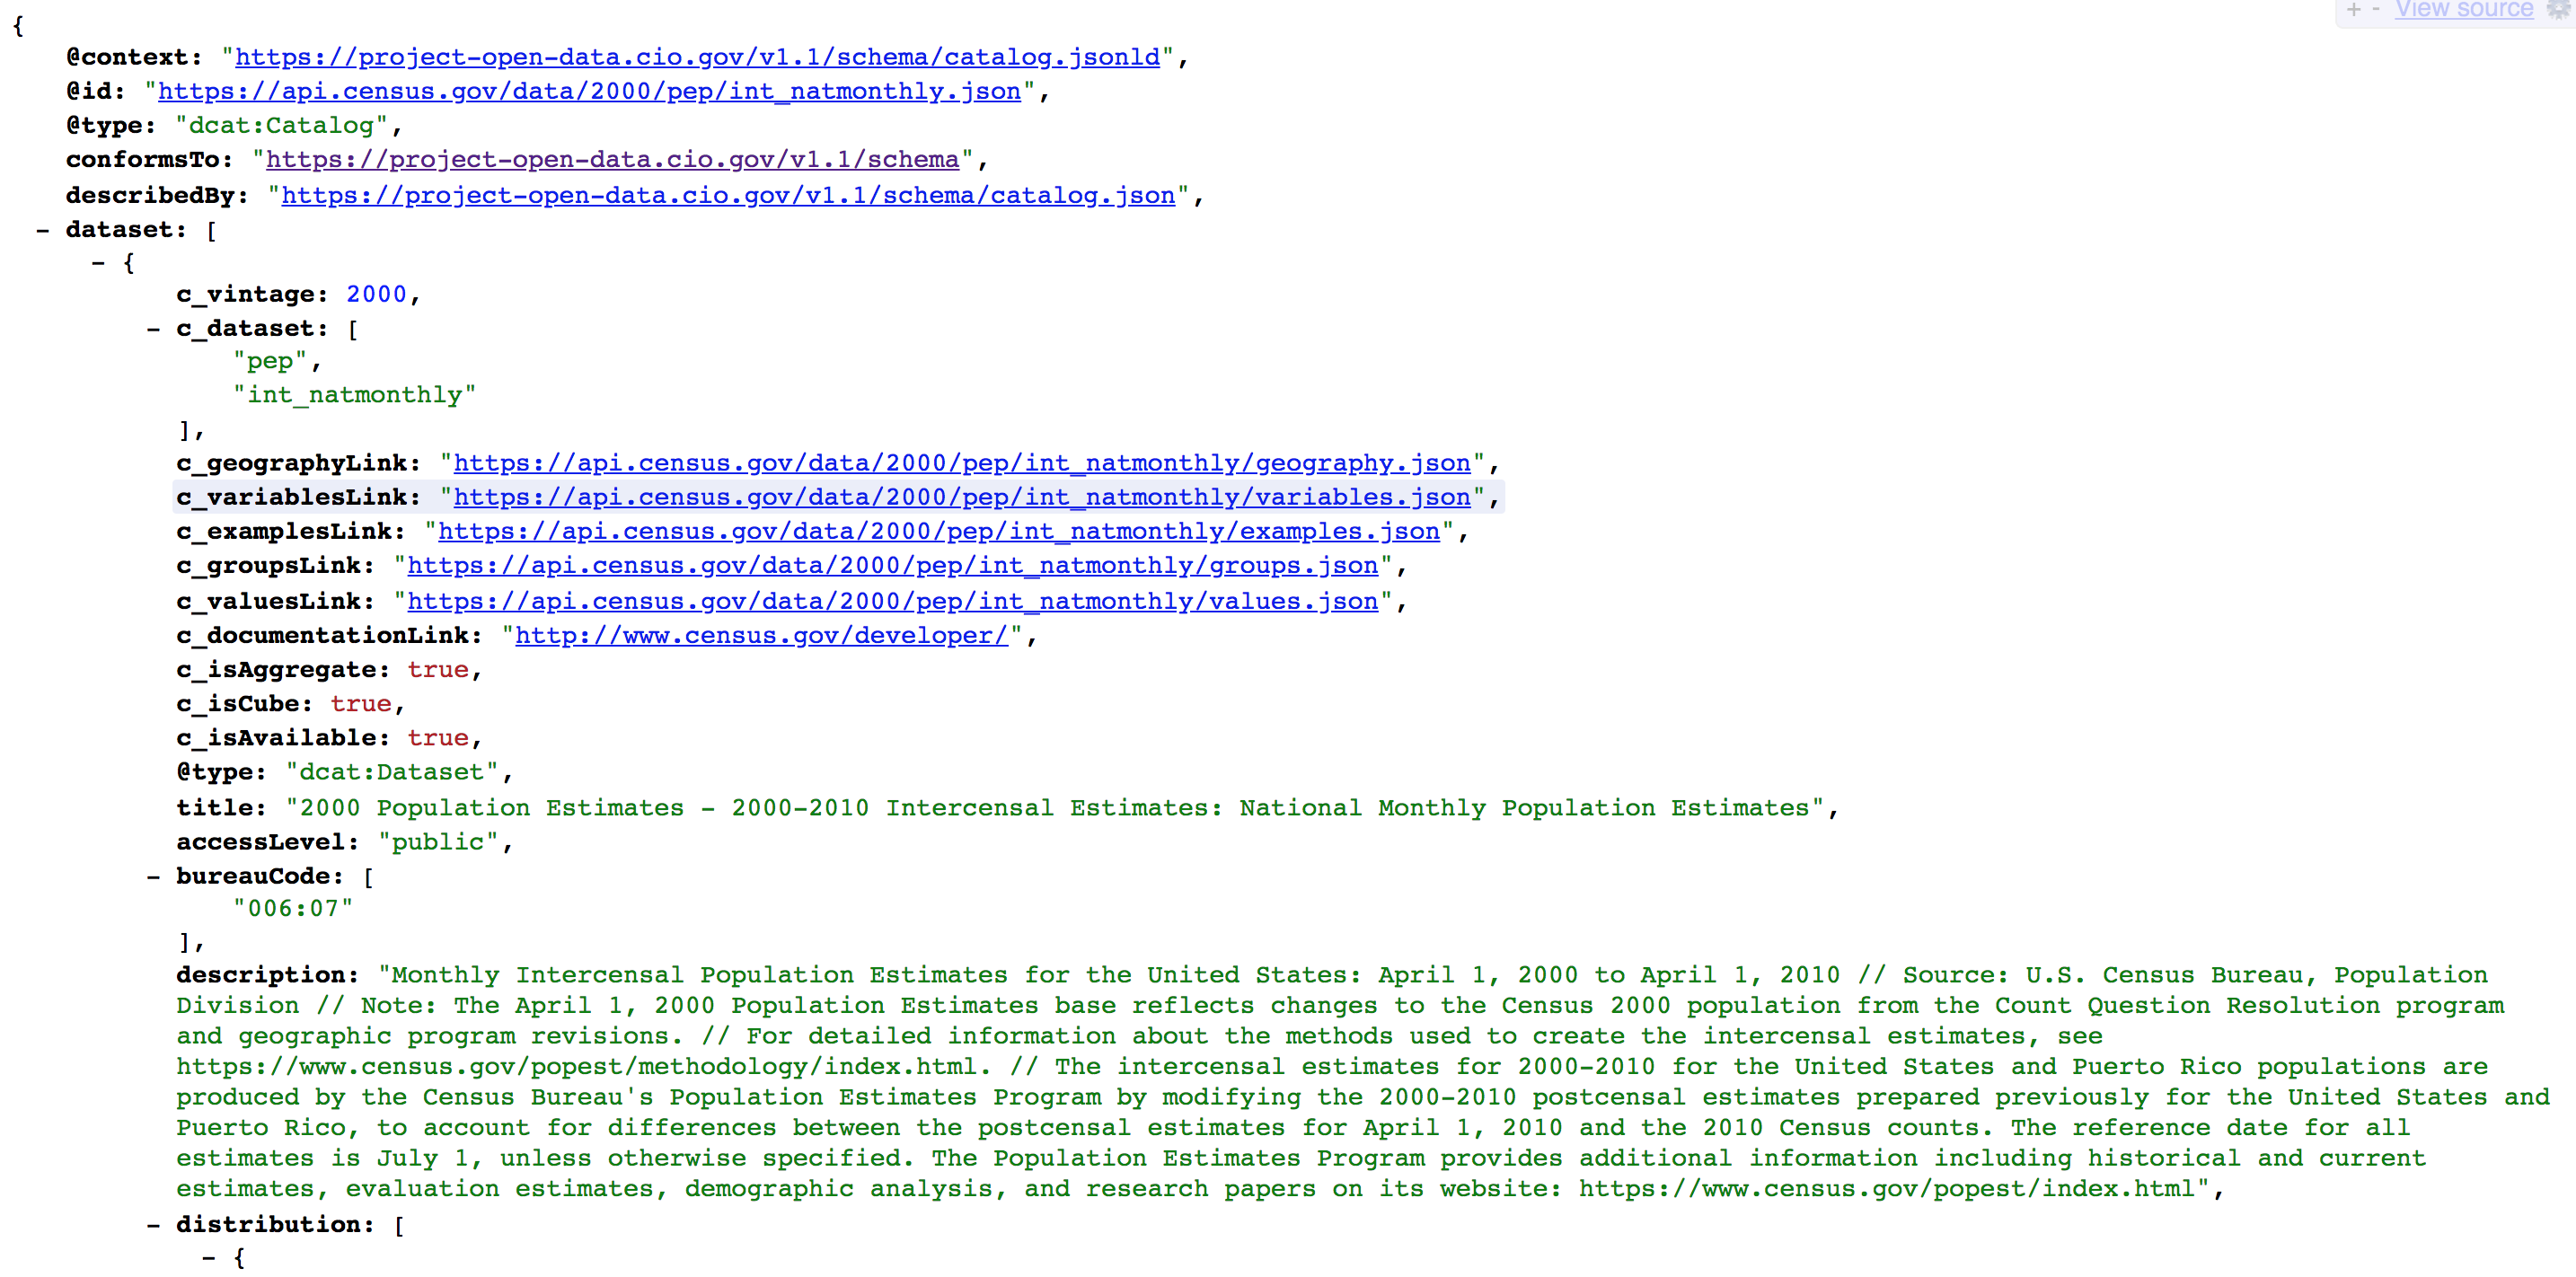 + - View source
{
@context: "https://project-open-data.cio.gov/v1.1/schema/catalog.jsonld",
@id: "https://api.census.gov/data/2000/pep/int_natmonthly.json",
@type: "dcat:Catalog",
conformsTo: "https://project-open-data.cio.gov/v1.1/schema",
describedBy: "https://project-open-data.cio.gov/v1.1/schema/catalog.json",
- dataset: [
- {
c_vintage: 2000,
- c_dataset: [
"pep",
"int_natmonthly"
],
c_geographyLink: "https://api.census.gov/data/2000/pep/int_natmonthly/geography.json",
c_variablesLink: "https://api.census.gov/data/2000/pep/int_natmonthly/variables.json",
c_examplesLink: "https://api.census.gov/data/2000/pep/int_natmonthly/examples.json",
c_groupsLink: "https://api.census.gov/data/2000/pep/int_natmonthly/groups.json",
c_valuesLink: "https://api.census.gov/data/2000/pep/int_natmonthly/values.json",
c_documentationLink: "http://www.census.gov/developer/",
c_isAggregate: true,
c_isCube: true,
c_isAvailable: true,
@type: "dcat:Dataset",
title: "2000 Population Estimates - 2000-2010 Intercensal Estimates: National Monthly Population Estimates",
accessLevel: "public",
- bureauCode: [
"006:07"
],
description: "Monthly Intercensal Population Estimates for the United States: April 1, 2000 to April 1, 2010 // Source: U.S. Census Bureau, Population
Division // Note: The April 1, 2000 Population Estimates base reflects changes to the Census 2000 population from the Count Question Resolution program
and geographic program revisions. // For detailed information about the methods used to create the intercensal estimates, see
https://www.census.gov/popest/methodology/index.html. // The intercensal estimates for 2000-2010 for the United States and Puerto Rico populations are
produced by the Census Bureau's Population Estimates Program by modifying the 2000-2010 postcensal estimates prepared previously for the United States and
Puerto Rico, to account for differences between the postcensal estimates for April 1, 2010 and the 2010 Census counts. The reference date for all
estimates is July 1, unless otherwise specified. The Population Estimates Program provides additional information including historical and current
estimates, evaluation estimates, demographic analysis, and research papers on its website: https://www.census.gov/popest/index.html",
- distribution: [
- {